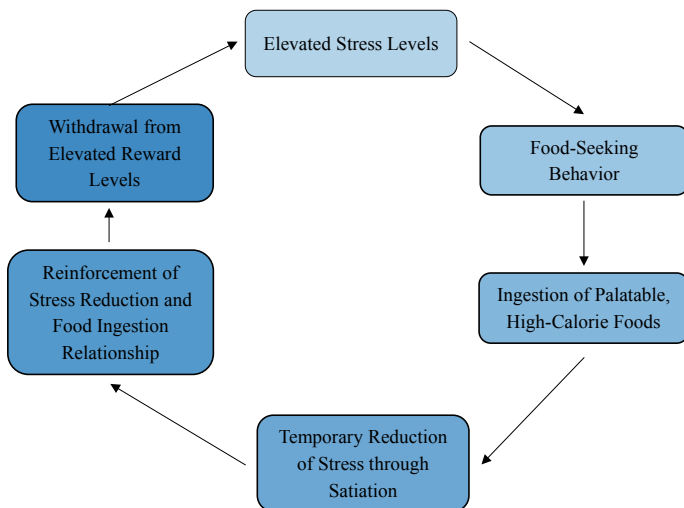 Elevated Stress Levels
Food-Seeking
Behavior
Ingestion of Palatable,
High-Calorie Foods
Temporary Reduction
of Stress through
Satiation
Reinforcement of
Stress Reduction and
Food Ingestion
Relationship
Withdrawal from
Elevated Reward
Levels